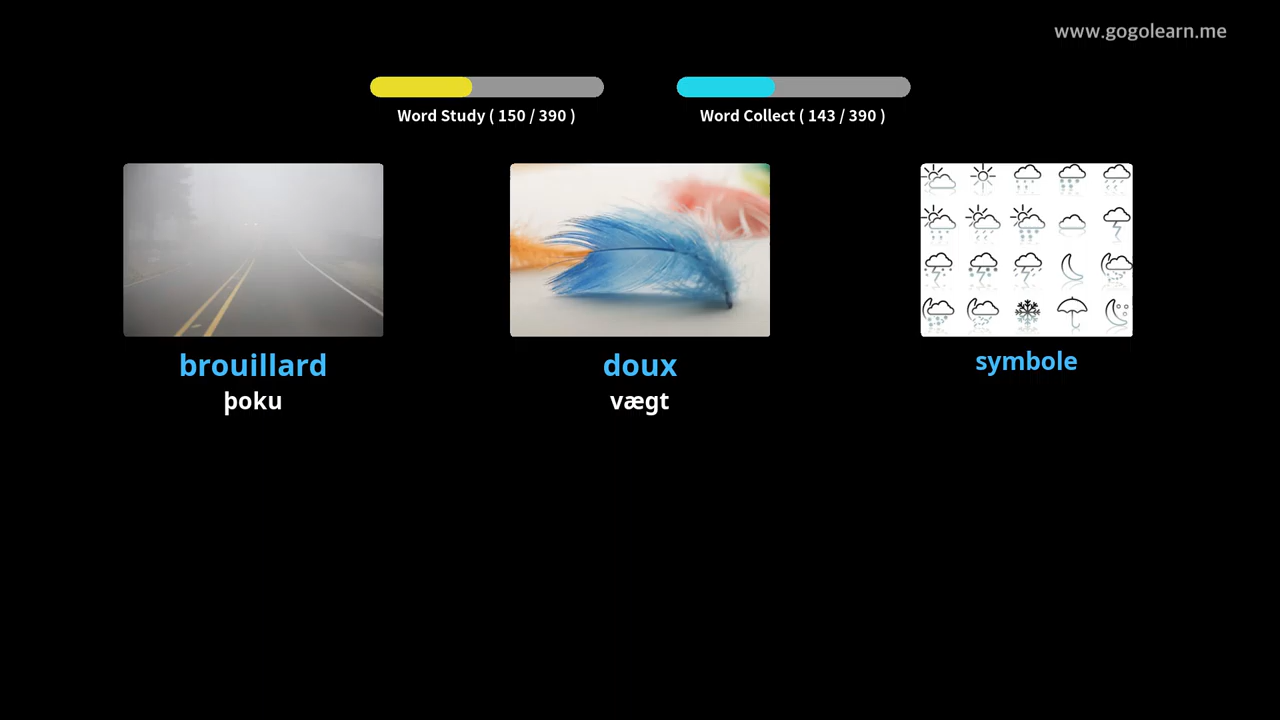 www.gogolearn.me
Word Study ( 150 / 390 )
Word Collect ( 143 / 390 )
brouillard
doux
symbole
þoku
vægt